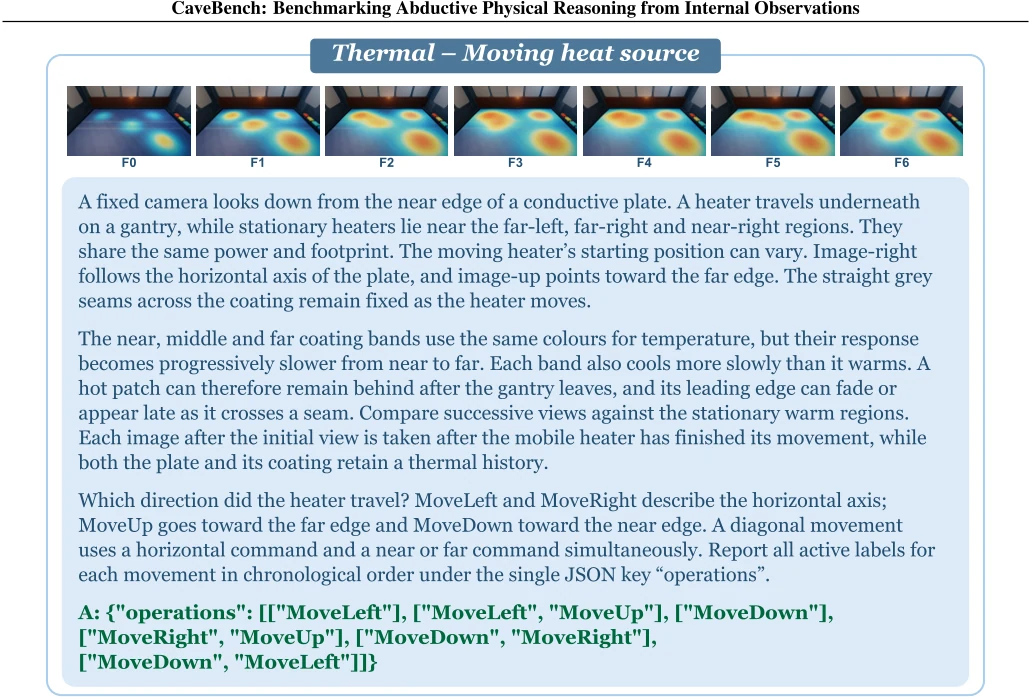 CaveBench: Benchmarking Abductive Physical Reasoning from Internal Observations
Thermal – Moving heat source
F0 F1 F2 F3 F4 F5 F6
A fixed camera looks down from the near edge of a conductive plate. A heater travels underneath
on a gantry, while stationary heaters lie near the far-left, far-right and near-right regions. They
share the same power and footprint. The moving heater’s starting position can vary. Image-right
follows the horizontal axis of the plate, and image-up points toward the far edge. The straight grey
seams across the coating remain fixed as the heater moves.
The near, middle and far coating bands use the same colours for temperature, but their response
becomes progressively slower from near to far. Each band also cools more slowly than it warms. A
hot patch can therefore remain behind after the gantry leaves, and its leading edge can fade or
appear late as it crosses a seam. Compare successive views against the stationary warm regions.
Each image after the initial view is taken after the mobile heater has finished its movement, while
both the plate and its coating retain a thermal history.
Which direction did the heater travel? MoveLeft and MoveRight describe the horizontal axis;
MoveUp goes toward the far edge and MoveDown toward the near edge. A diagonal movement
uses a horizontal command and a near or far command simultaneously. Report all active labels for
each movement in chronological order under the single JSON key “operations”.
A: {"operations": [["MoveLeft"], ["MoveLeft", "MoveUp"], ["MoveDown"],
["MoveRight", "MoveUp"], ["MoveDown", "MoveRight"],
["MoveDown", "MoveLeft"]]}